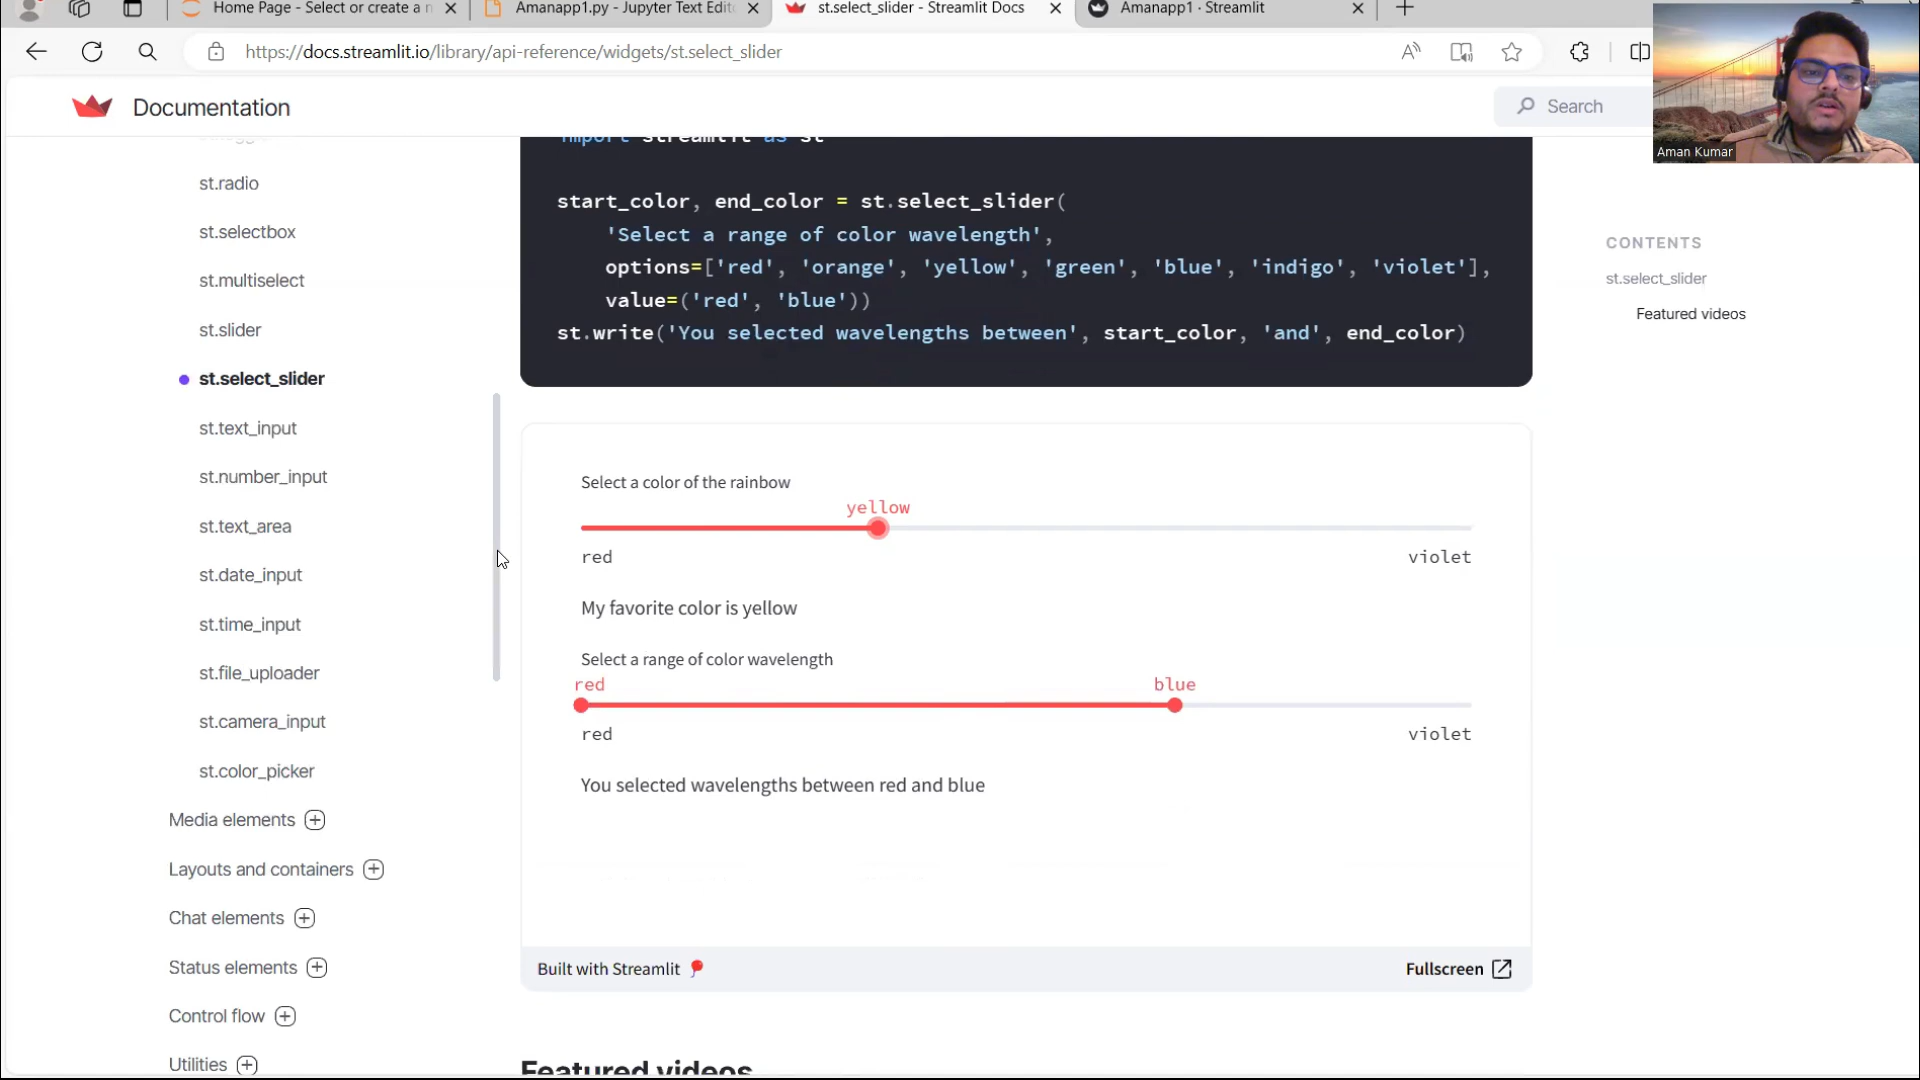 Home Page - Select or create a n
Amanapp1.py - Jupyter Text Edit
st.select_slider - Streamlit Docs
Amanapp1 · Streamlit
https://docs.streamlit.io/library/api-reference/widgets/st.select_slider
Aman Kumar
Documentation
Search
st.radio
st.selectbox
st.multiselect
st.slider
st.select_slider
st.text_input
st.number_input
st.text_area
st.date_input
st.time_input
st.file_uploader
st.camera_input
st.color_picker
Media elements
Layouts and containers
Chat elements
Status elements
Control flow
Utilities
import streamlit as st
start_color, end_color = st.select_slider(
'Select a range of color wavelength',
options=['red', 'orange', 'yellow', 'green', 'blue', 'indigo', 'violet'],
value=('red', 'blue'))
st.write('You selected wavelengths between', start_color, 'and', end_color)
Select a color of the rainbow
yellow
red violet
My favorite color is yellow
Select a range of color wavelength
red blue
red violet
You selected wavelengths between red and blue
Built with Streamlit
Fullscreen
Featured videos
CONTENTS
st.select_slider
Featured videos